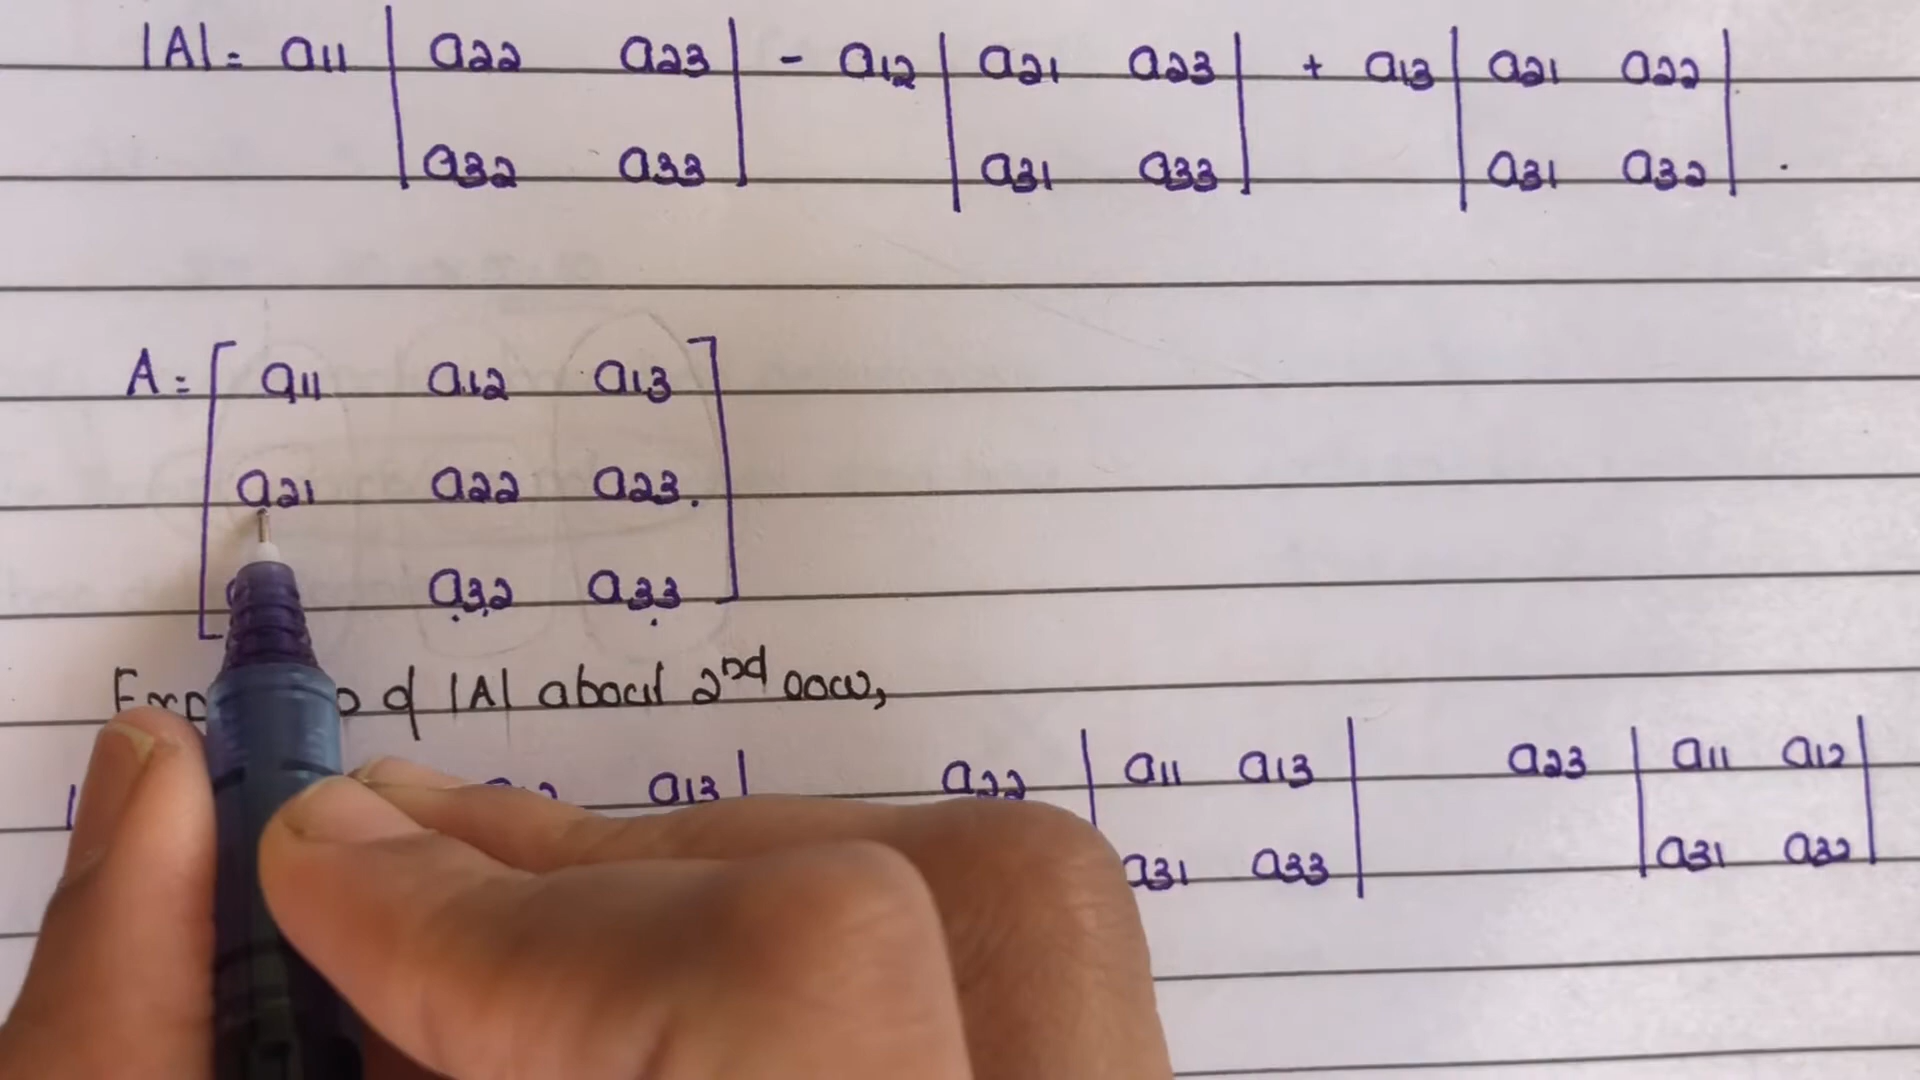 |A| = a11 | a22 a23 | - a12 | a21 a23 | + a13 | a21 a22 |
| a32 a33 | | a31 a33 | | a31 a32 | .
A = [ a11 a12 a13 ]
a21 a22 a23.
a32 a33
of |A| about 2nd row,
a13 | a22 | a11 a13 | a23 | a11 a12 |
a31 a33 | | a31 a32 |